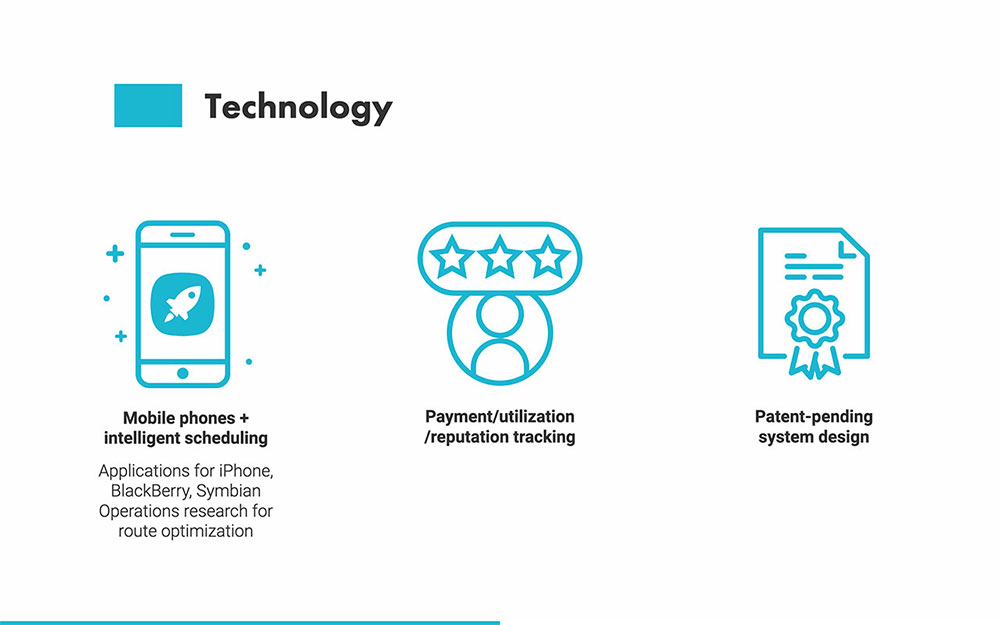 Technology
Mobile phones +
intelligent scheduling
Applications for iPhone,
BlackBerry, Symbian
Operations research for
route optimization
Payment/utilization
/reputation tracking
Patent-pending
system design